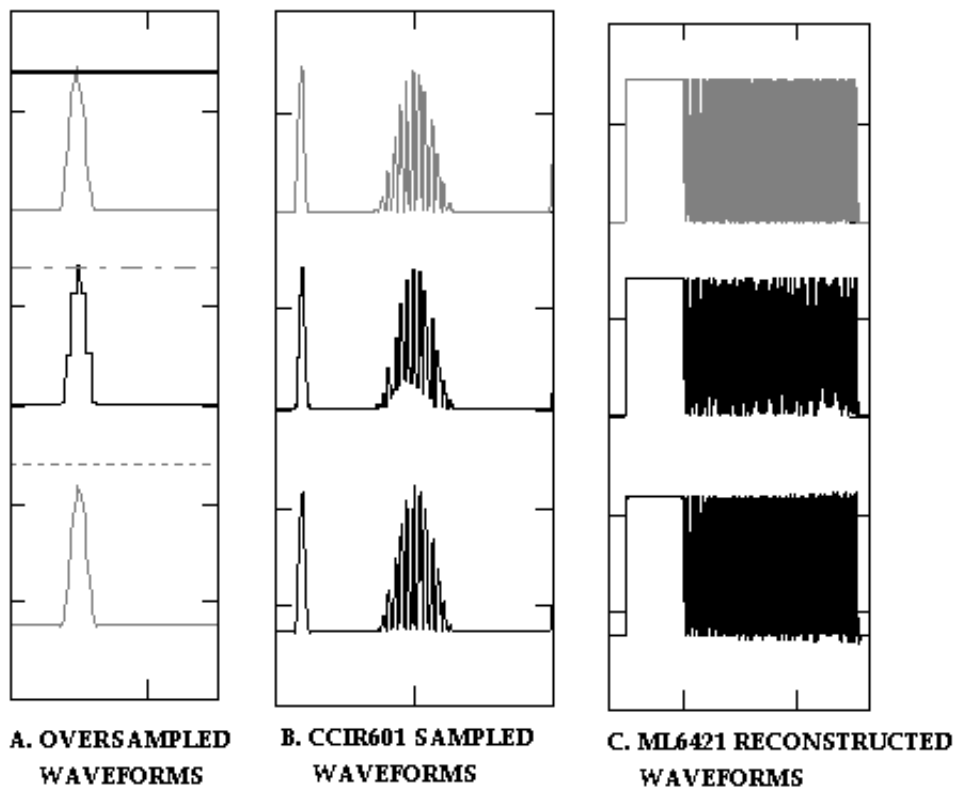 A. OVERSAMPLED
WAVEFORMS
B. CCIR601 SAMPLED
WAVEFORMS
C. ML6421 RECONSTRUCTED
WAVEFORMS